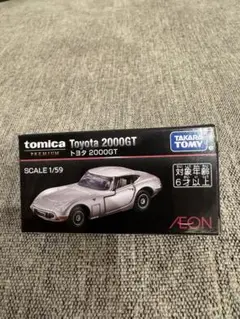 tomica Toyota 2000GT
PREMIUM トヨタ 2000GT
TAKARA TOMY
SCALE 1/59
対象年齢
6才以上
ÆON